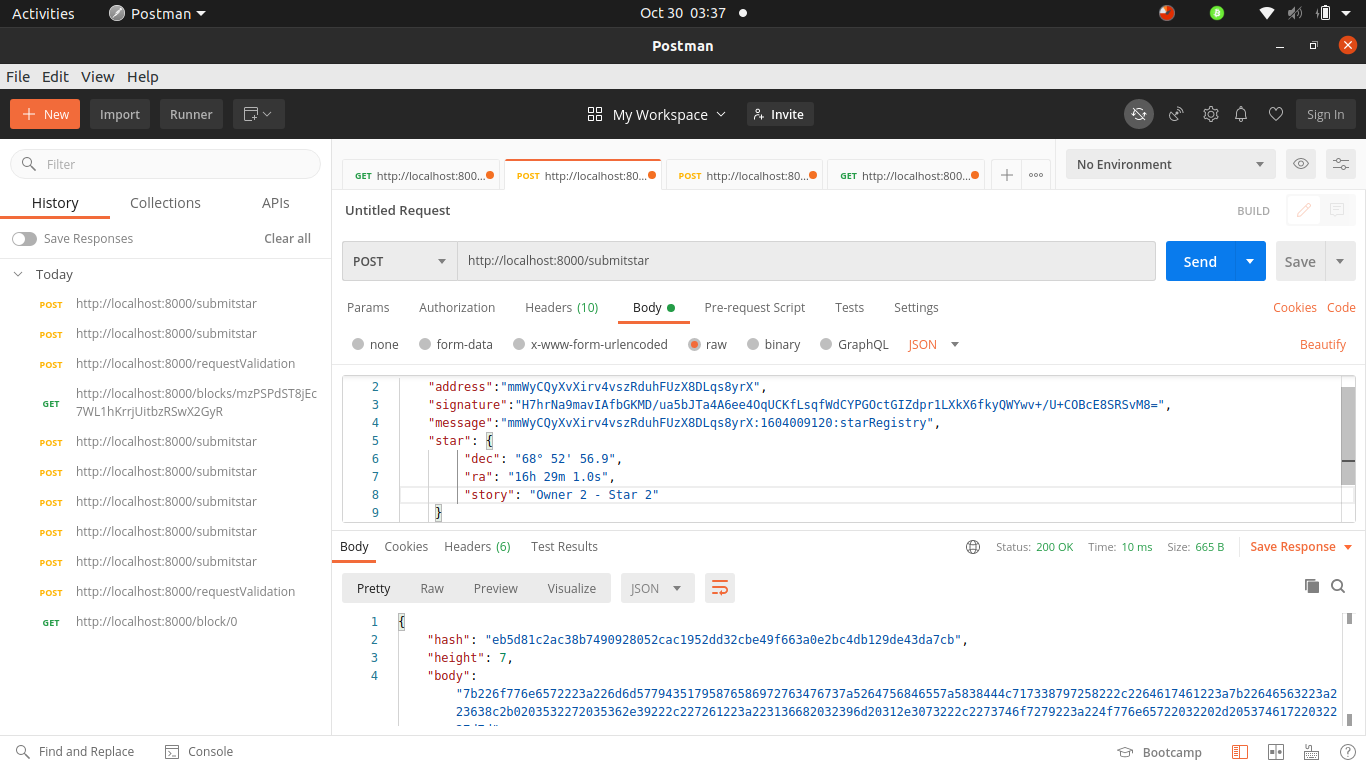 Activities
Postman
Oct 30 03:37
Postman
File Edit View Help
New
Import
Runner
My Workspace
Invite
Sign In
Filter
History
Collections
APIs
Save Responses
Clear all
Today
POST http://localhost:8000/submitstar
POST http://localhost:8000/submitstar
POST http://localhost:8000/requestValidation
GET http://localhost:8000/blocks/mzPSPdST8jEc
7WL1hKrrjUitbzRSwX2GyR
POST http://localhost:8000/submitstar
POST http://localhost:8000/submitstar
POST http://localhost:8000/submitstar
POST http://localhost:8000/submitstar
POST http://localhost:8000/submitstar
POST http://localhost:8000/requestValidation
GET http://localhost:8000/block/0
GET http://localhost:800...
POST http://localhost:80...
POST http://localhost:80...
GET http://localhost:800...
No Environment
Untitled Request
BUILD
POST
http://localhost:8000/submitstar
Send
Save
Params
Authorization
Headers (10)
Body
Pre-request Script
Tests
Settings
Cookies
Code
none
form-data
x-www-form-urlencoded
raw
binary
GraphQL
JSON
Beautify
2 "address":"mmWyCQyXvXirv4vszRduhFUzX8DLqs8yrX",
3 "signature":"H7hrNa9mavIAfbGKMD/ua5bJTa4A6ee4OqUCKfLsqfWdCYPGOctGIZdpr1LXkX6fkyQWYwv+/U+COBcE8SRSvM8=",
4 "message":"mmWyCQyXvXirv4vszRduhFUzX8DLqs8yrX:1604009120:starRegistry",
5 "star": {
6 "dec": "68° 52' 56.9",
7 "ra": "16h 29m 1.0s",
8 "story": "Owner 2 - Star 2"
9 }
Body
Cookies
Headers (6)
Test Results
Status: 200 OK
Time: 10 ms
Size: 665 B
Save Response
Pretty
Raw
Preview
Visualize
JSON
1 {
2 "hash": "eb5d81c2ac38b7490928052cac1952dd32cbe49f663a0e2bc4db129de43da7cb",
3 "height": 7,
4 "body":
"7b226f776e6572223a226d6d57794351795876586972763476737a5264756846557a5838444c717338797258222c2264617461223a7b22646563223a2
23638c2b0203532272035362e39222c227261223a223136682032396d20312e3073222c2273746f7279223a224f776e65722032202d205374617220322
Find and Replace
Console
Bootcamp